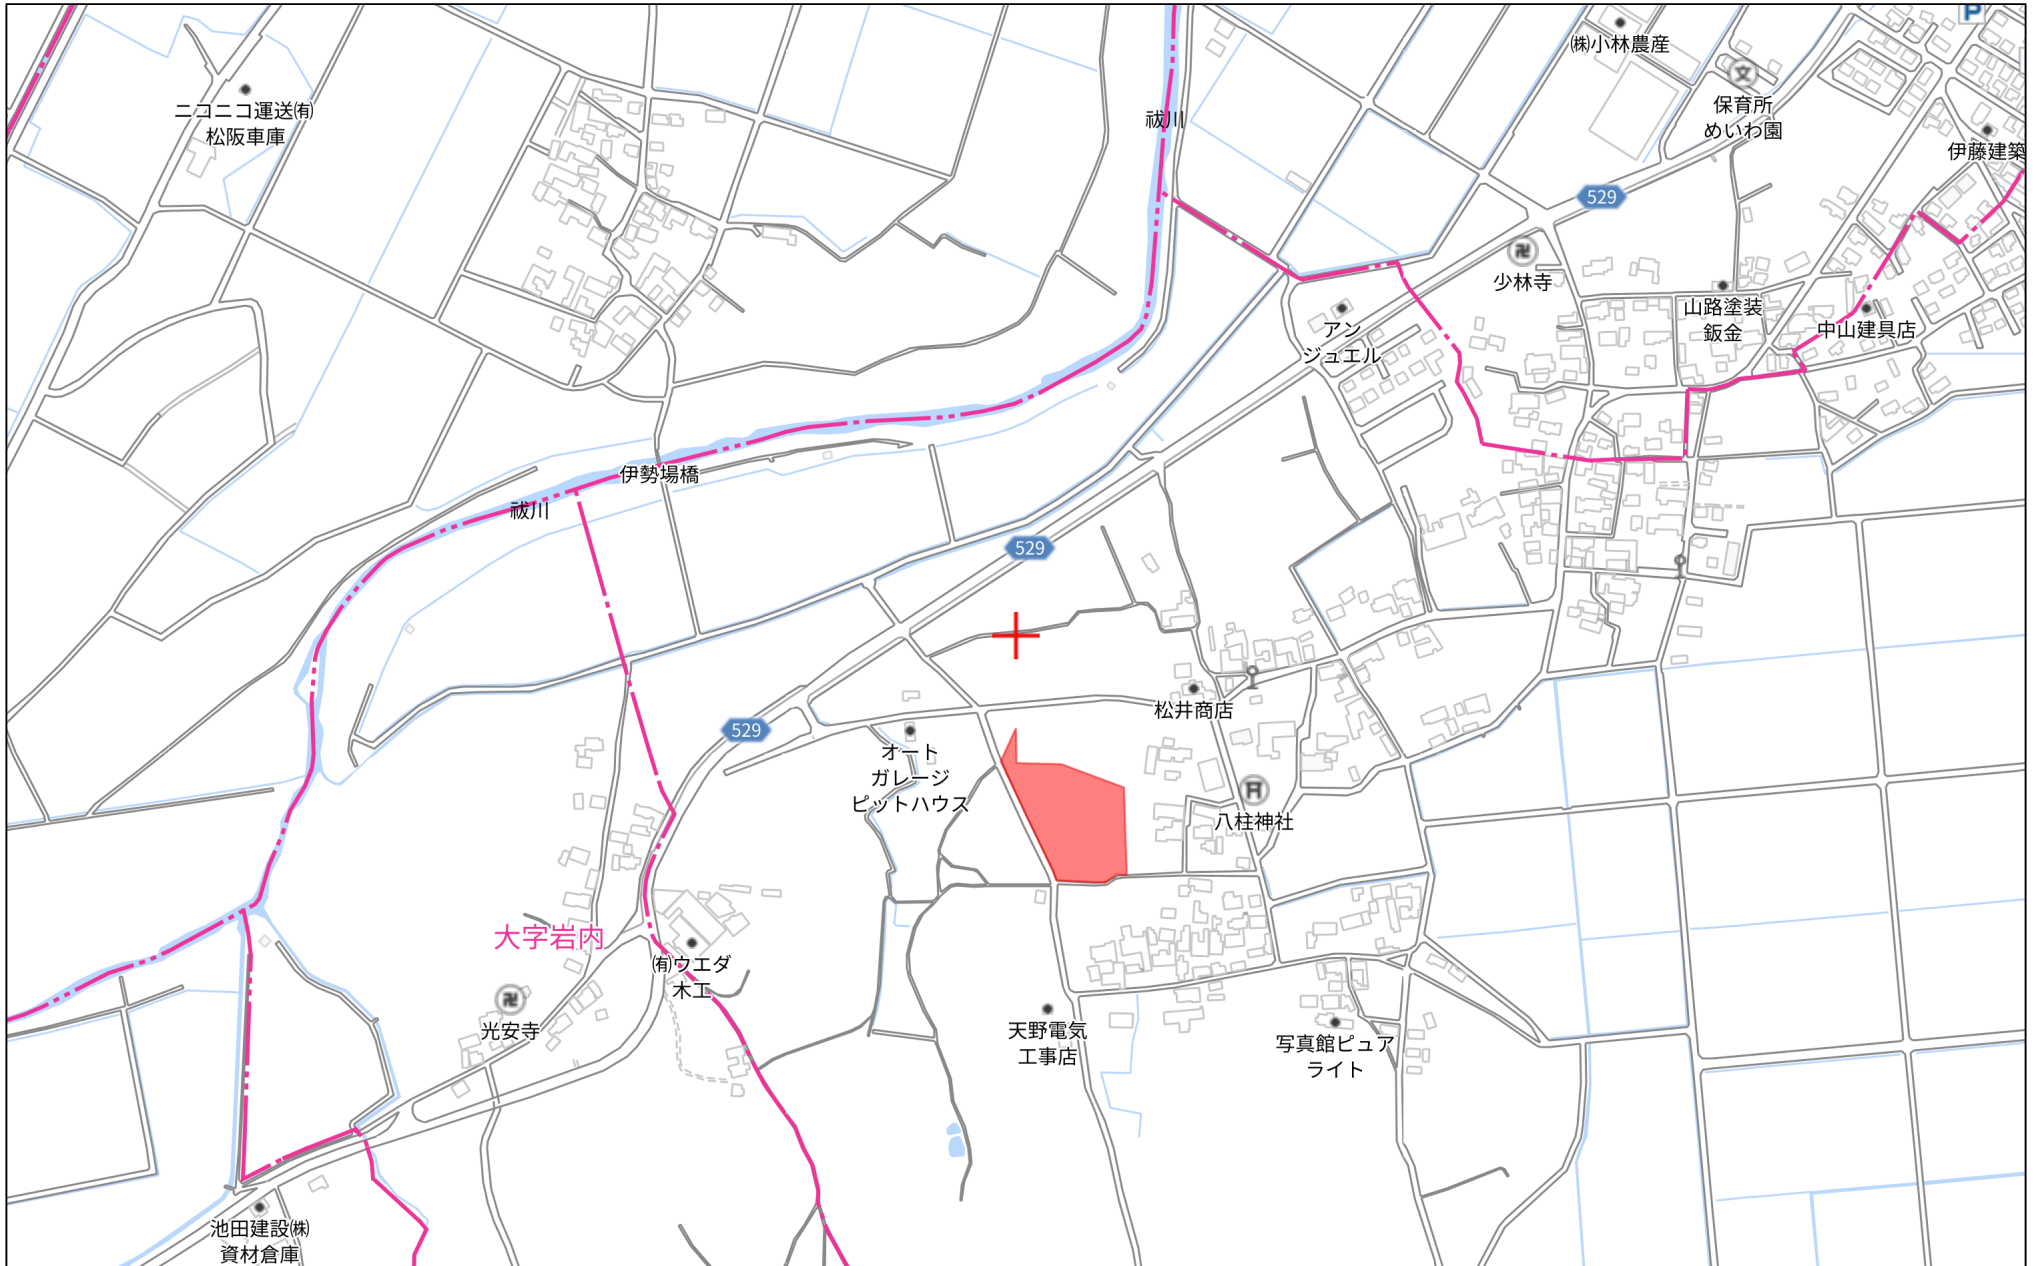 P
㈱小林農産
ニコニコ運送㈲
松阪車庫
保育所
めいわ園
祓川
伊藤建築
529
少林寺
山路塗装
鈑金
アン
ジュエル
中山建具店
伊勢場橋
祓川
529
松井商店
529
オート
ガレージ
ピットハウス
八柱神社
大字岩内
㈲ウエダ
木工
光安寺
天野電気
工事店
写真館ピュア
ライト
池田建設㈱
資材倉庫